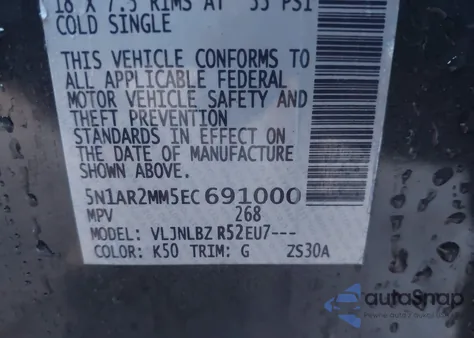 18 X 7.5 RIMS AT 35 PSI
COLD SINGLE
THIS VEHICLE CONFORMS TO
ALL APPLICABLE FEDERAL
MOTOR VEHICLE SAFETY AND
THEFT PREVENTION
STANDARDS IN EFFECT ON
THE DATE OF MANUFACTURE
SHOWN ABOVE.
5N1AR2MM5EC691000
MPV 268
MODEL: VLJNLBZ R52EU7---
COLOR: K50 TRIM: G ZS30A
autoSnap